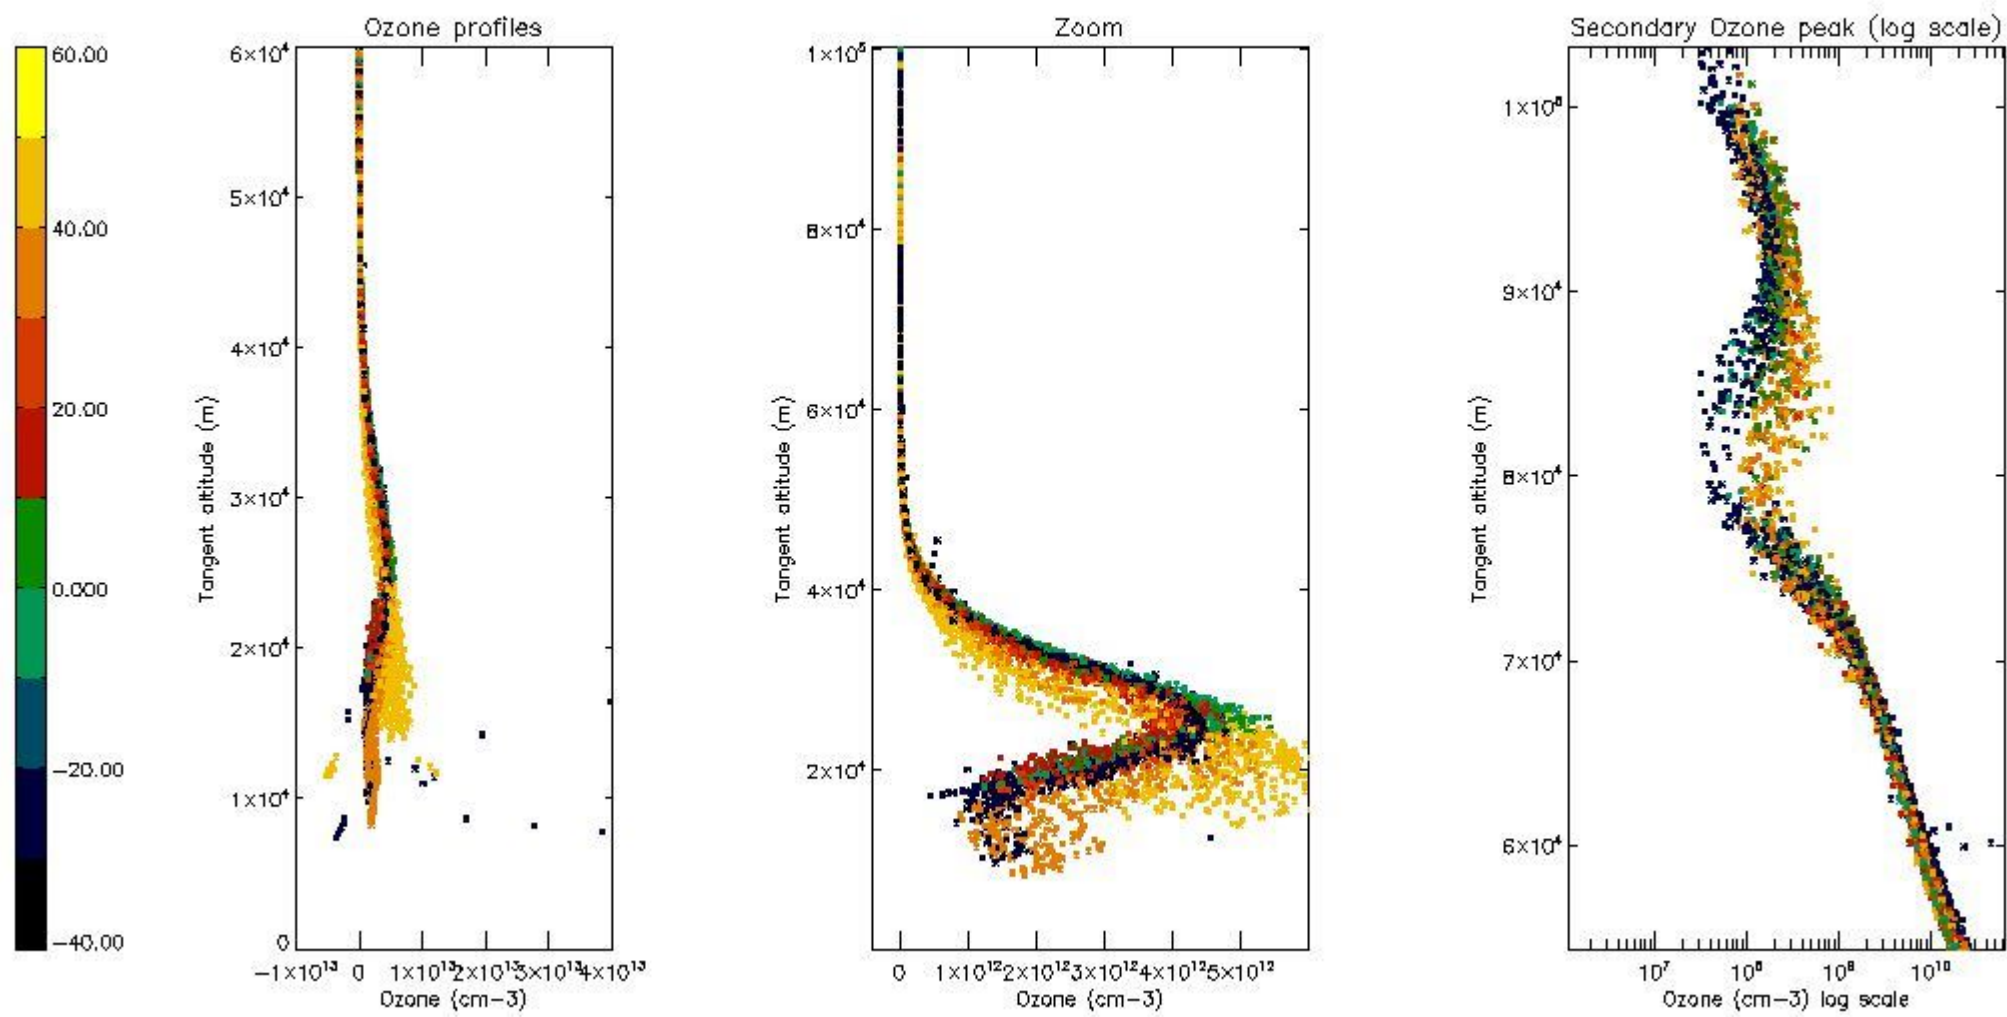 Ozone profiles
Zoom
Secondary Ozone peak (log scale)
60.00
40.00
20.00
0.000
−20.00
−40.00
6×10⁴
5×10⁴
4×10⁴
3×10⁴
2×10⁴
1×10⁴
0
Tangent altitude (m)
−1×10¹³ 0 1×10¹³ 2×10¹³ 3×10¹³ 4×10¹³
Ozone (cm−3)
1×10⁵
8×10⁴
6×10⁴
4×10⁴
2×10⁴
Tangent altitude (m)
0 1×10¹² 2×10¹² 3×10¹² 4×10¹² 5×10¹²
Ozone (cm−3)
1×10⁵
9×10⁴
8×10⁴
7×10⁴
6×10⁴
Tangent altitude (m)
10⁷ 10⁸ 10⁹ 10¹⁰
Ozone (cm−3) log scale